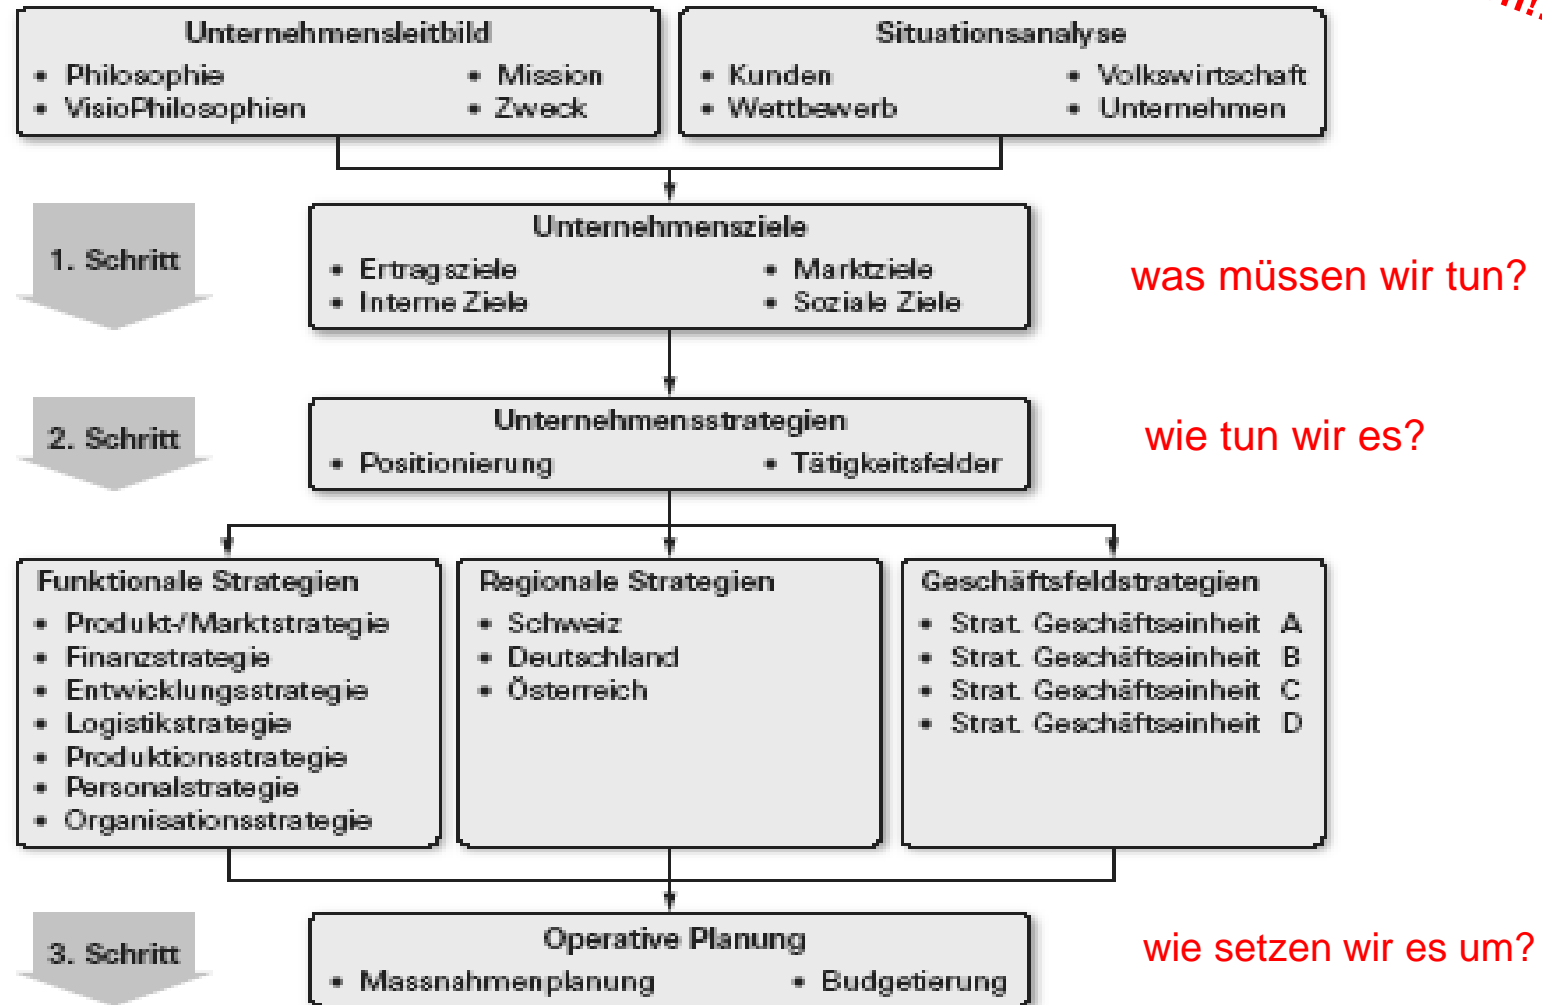 Unternehmensleitbild
• Philosophie • Mission
• VisioPhilosophien • Zweck
Situationsanalyse
• Kunden • Volkswirtschaft
• Wettbewerb • Unternehmen
1. Schritt
Unternehmensziele
• Ertragsziele • Marktziele
• Interne Ziele • Soziale Ziele
was müssen wir tun?
2. Schritt
Unternehmensstrategien
• Positionierung • Tätigkeitsfelder
wie tun wir es?
Funktionale Strategien
• Produkt-/Marktstrategie
• Finanzstrategie
• Entwicklungsstrategie
• Logistikstrategie
• Produktionsstrategie
• Personalstrategie
• Organisationsstrategie
Regionale Strategien
• Schweiz
• Deutschland
• Österreich
Geschäftsfeldstrategien
• Strat. Geschäftseinheit A
• Strat. Geschäftseinheit B
• Strat. Geschäftseinheit C
• Strat. Geschäftseinheit D
3. Schritt
Operative Planung
• Massnahmenplanung • Budgetierung
wie setzen wir es um?